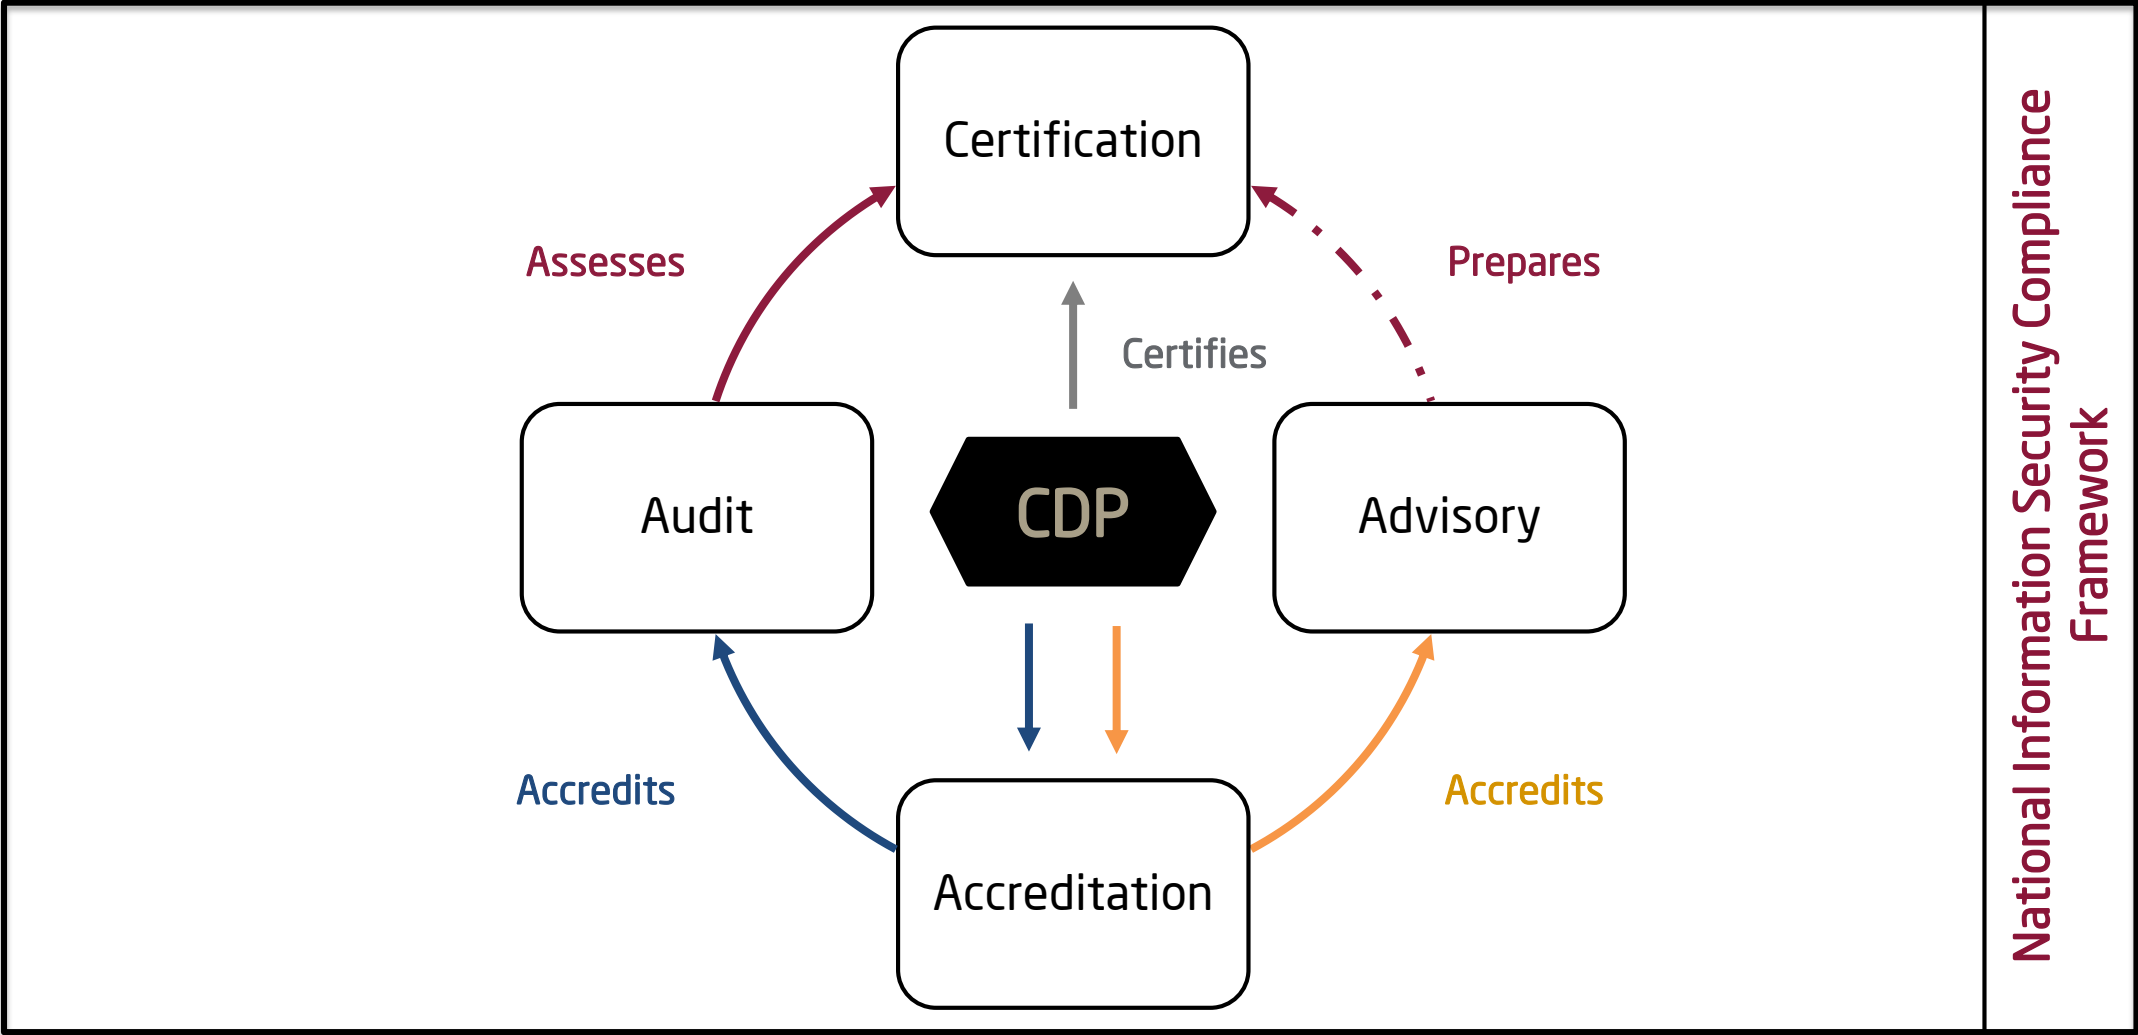 Certification
Assesses
Prepares
Certifies
Audit
CDP
Advisory
Accredits
Accredits
Accreditation
National Information Security Compliance
Framework